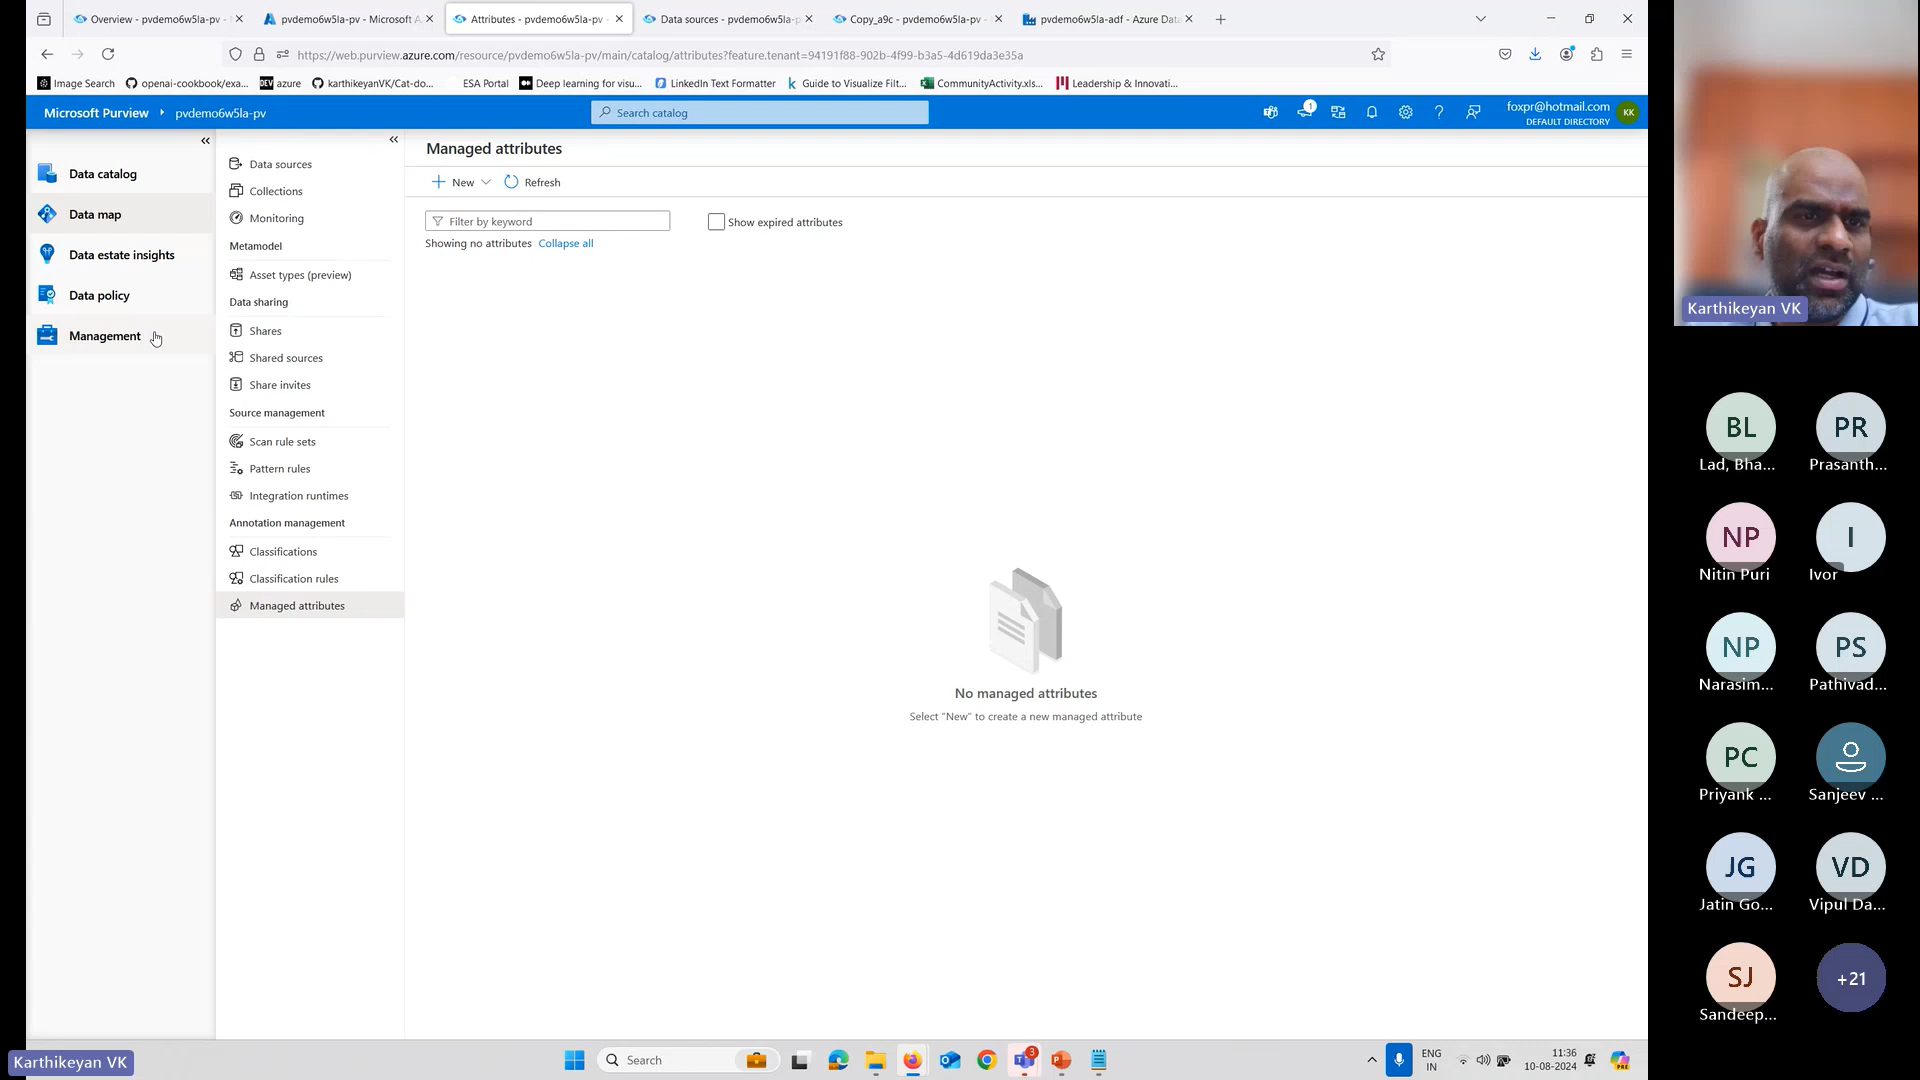 Overview - pvdemo6w5la-pv -
pvdemo6w5la-pv - Microsoft A
Attributes - pvdemo6w5la-pv -
Data sources - pvdemo6w5la-p
Copy_a9c - pvdemo6w5la-pv -
pvdemo6w5la-adf - Azure Dat
https://web.purview.azure.com/resource/pvdemo6w5la-pv/main/catalog/attributes?feature.tenant=94191f88-902b-4f99-b3a5-4d619da3e35a
Image Search
openai-cookbook/exa...
DEV azure
karthikeyanVK/Cat-do...
ESA Portal
Deep learning for visu...
LinkedIn Text Formatter
k Guide to Visualize Filt...
CommunityActivity.xls...
Leadership & Innovati...
Microsoft Purview
pvdemo6w5la-pv
Search catalog
1
foxpr@hotmail.com
DEFAULT DIRECTORY
KK
Data catalog
Data map
Data estate insights
Data policy
Management
Data sources
Collections
Monitoring
Metamodel
Asset types (preview)
Data sharing
Shares
Shared sources
Share invites
Source management
Scan rule sets
Pattern rules
Integration runtimes
Annotation management
Classifications
Classification rules
Managed attributes
Managed attributes
New
Refresh
Filter by keyword
Show expired attributes
Showing no attributes Collapse all
No managed attributes
Select "New" to create a new managed attribute
Karthikeyan VK
BL
Lad, Bha...
PR
Prasanth...
NP
Nitin Puri
I
Ivor
NP
Narasim...
PS
Pathivad...
PC
Priyank ...
Sanjeev ...
JG
Jatin Go...
VD
Vipul Da...
SJ
Sandeep...
+21
Karthikeyan VK
Search
3
ENG
IN
11:36
10-08-2024
PRE